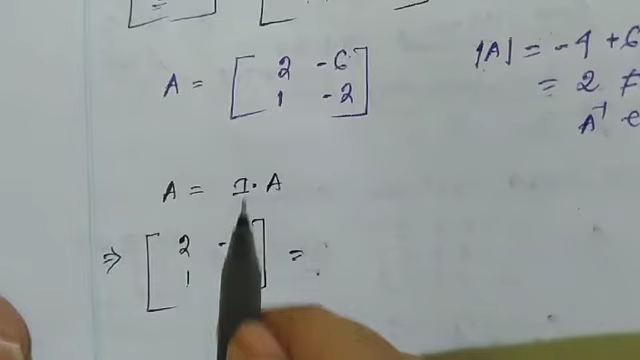 A = [ 2 -6
1 -2 ]
|A| = -4 + 6
= 2 ≠
A⁻¹ e
A = I · A
⇒ [ 2 -
1 ] =